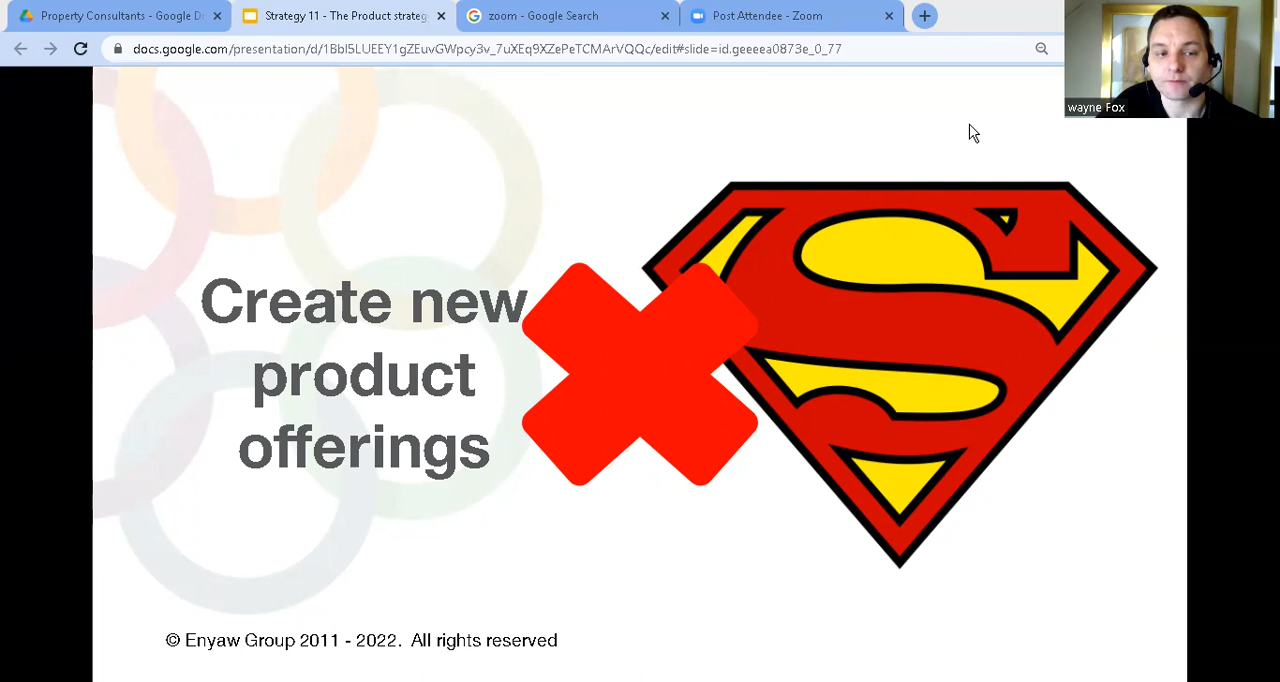 Property Consultants - Google D
Strategy 11 - The Product strateg
zoom - Google Search
Post Attendee - Zoom
docs.google.com/presentation/d/1BbI5LUEEY1gZEuvGWpcy3v_7uXEq9XZePeTCMArVQQc/edit#slide=id.geeeea0873e_0_77
wayne Fox
Create new
product
offerings
S
© Enyaw Group 2011 - 2022. All rights reserved